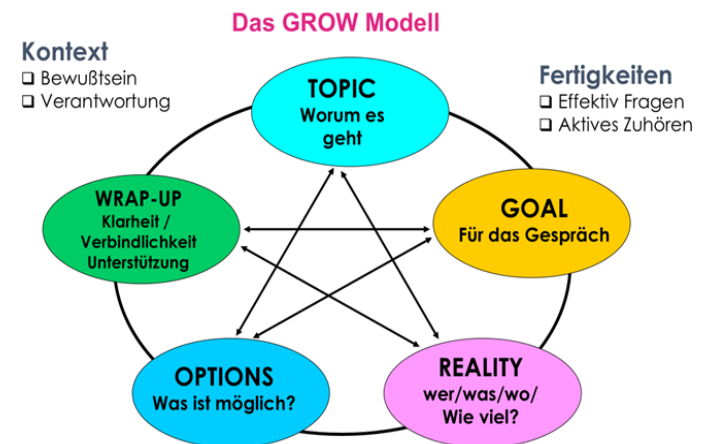 Das GROW Modell
Kontext
❑ Bewußtsein
❑ Verantwortung
Fertigkeiten
❑ Effektiv Fragen
❑ Aktives Zuhören
TOPIC
Worum es
geht
GOAL
Für das Gespräch
REALITY
wer/was/wo/
Wie viel?
OPTIONS
Was ist möglich?
WRAP-UP
Klarheit /
Verbindlichkeit
Unterstützung